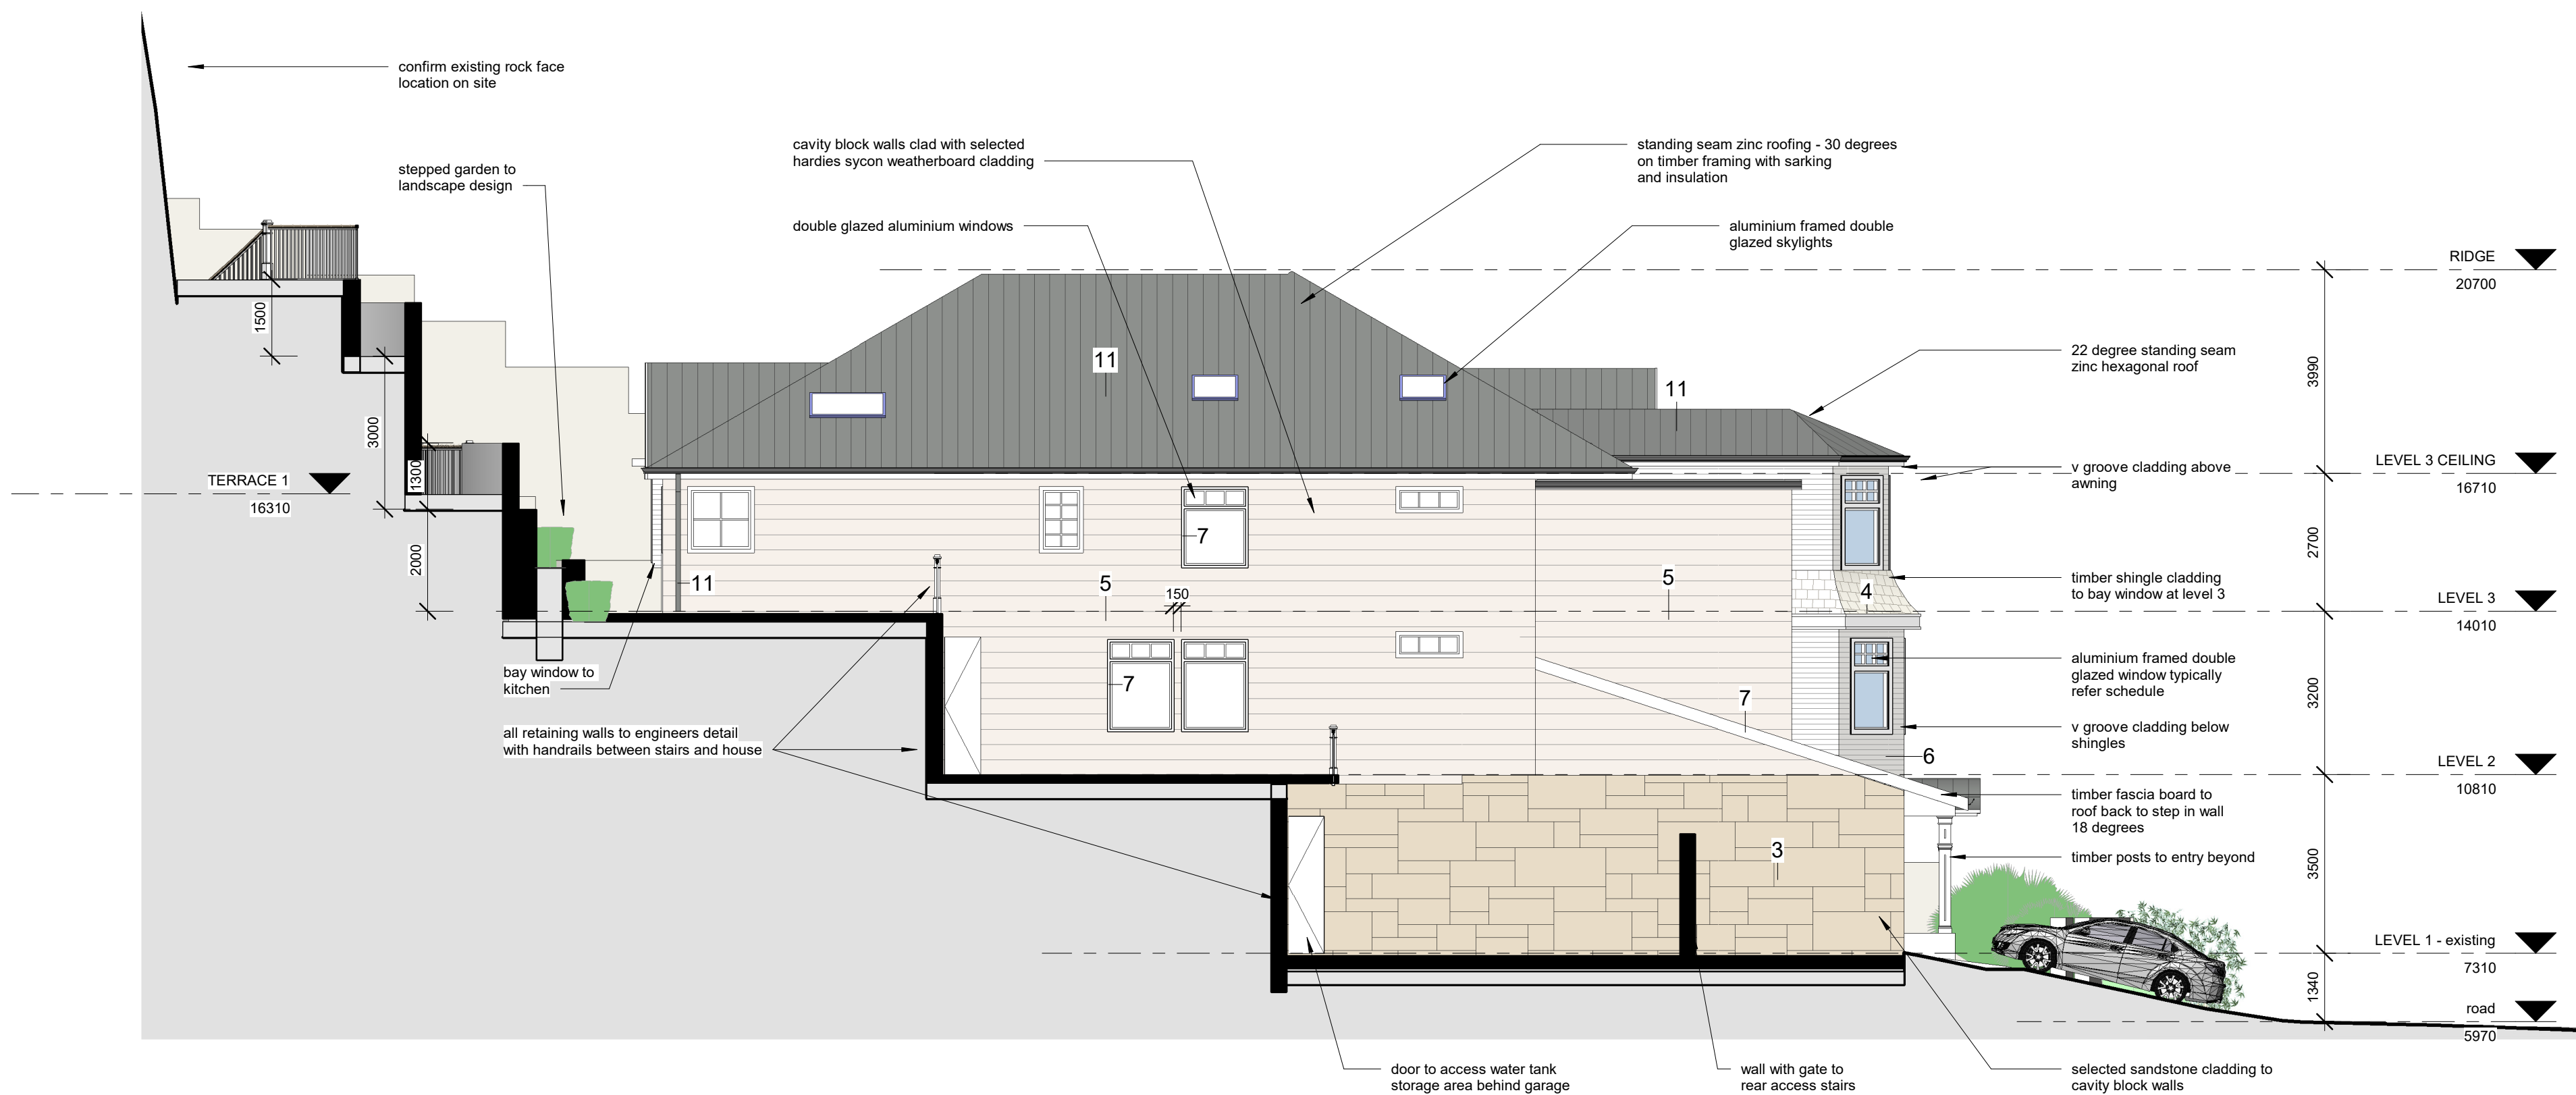 confirm existing rock face
location on site
stepped garden to
landscape design
cavity block walls clad with selected
hardies sycon weatherboard cladding
double glazed aluminium windows
standing seam zinc roofing - 30 degrees
on timber framing with sarking
and insulation
aluminium framed double
glazed skylights
RIDGE
20700
22 degree standing seam
zinc hexagonal roof
3990
1500
3000
1300
2000
11
11
TERRACE 1
16310
v groove cladding above
awning
LEVEL 3 CEILING
16710
7
2700
11
5
150
5
4
timber shingle cladding
to bay window at level 3
LEVEL 3
14010
bay window to
kitchen
7
7
aluminium framed double
glazed window typically
refer schedule
3200
all retaining walls to engineers detail
with handrails between stairs and house
v groove cladding below
shingles
6
LEVEL 2
10810
timber fascia board to
roof back to step in wall
18 degrees
timber posts to entry beyond
3
3500
LEVEL 1 - existing
7310
1340
road
5970
door to access water tank
storage area behind garage
wall with gate to
rear access stairs
selected sandstone cladding to
cavity block walls